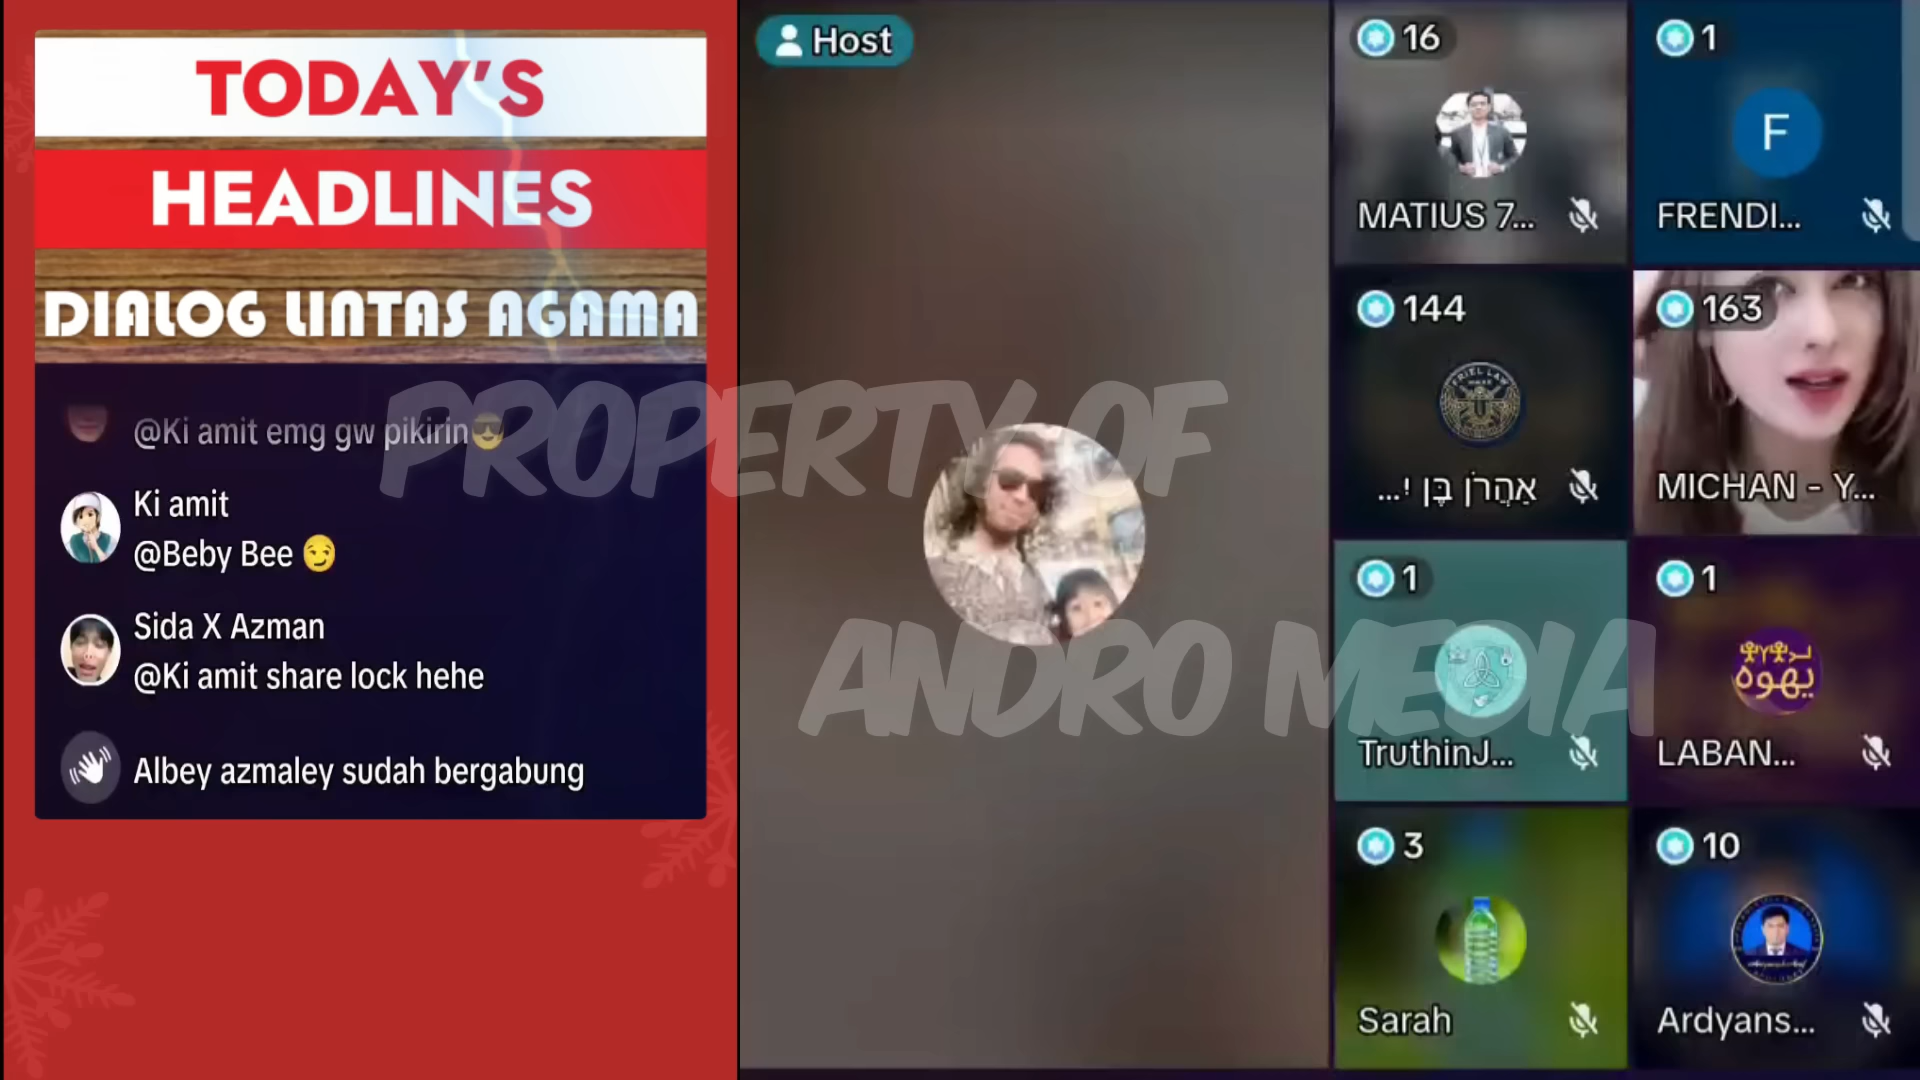 TODAY'S
HEADLINES
DIALOG LINTAS AGAMA
@Ki amit emg gw pikirin😎
Ki amit
@Beby Bee 😏
Sida X Azman
@Ki amit share lock hehe
Albey azmaley sudah bergabung
Host
PROPERTY OF
ANDRO MEDIA
16
MATIUS 7...
1
FRENDI...
144
FRIEL LAW
אַהֲרֹן בֶּן י...
163
MICHAN - Y...
1
TruthinJ...
1
يهوه
LABAN...
3
Sarah
10
Ardyans...